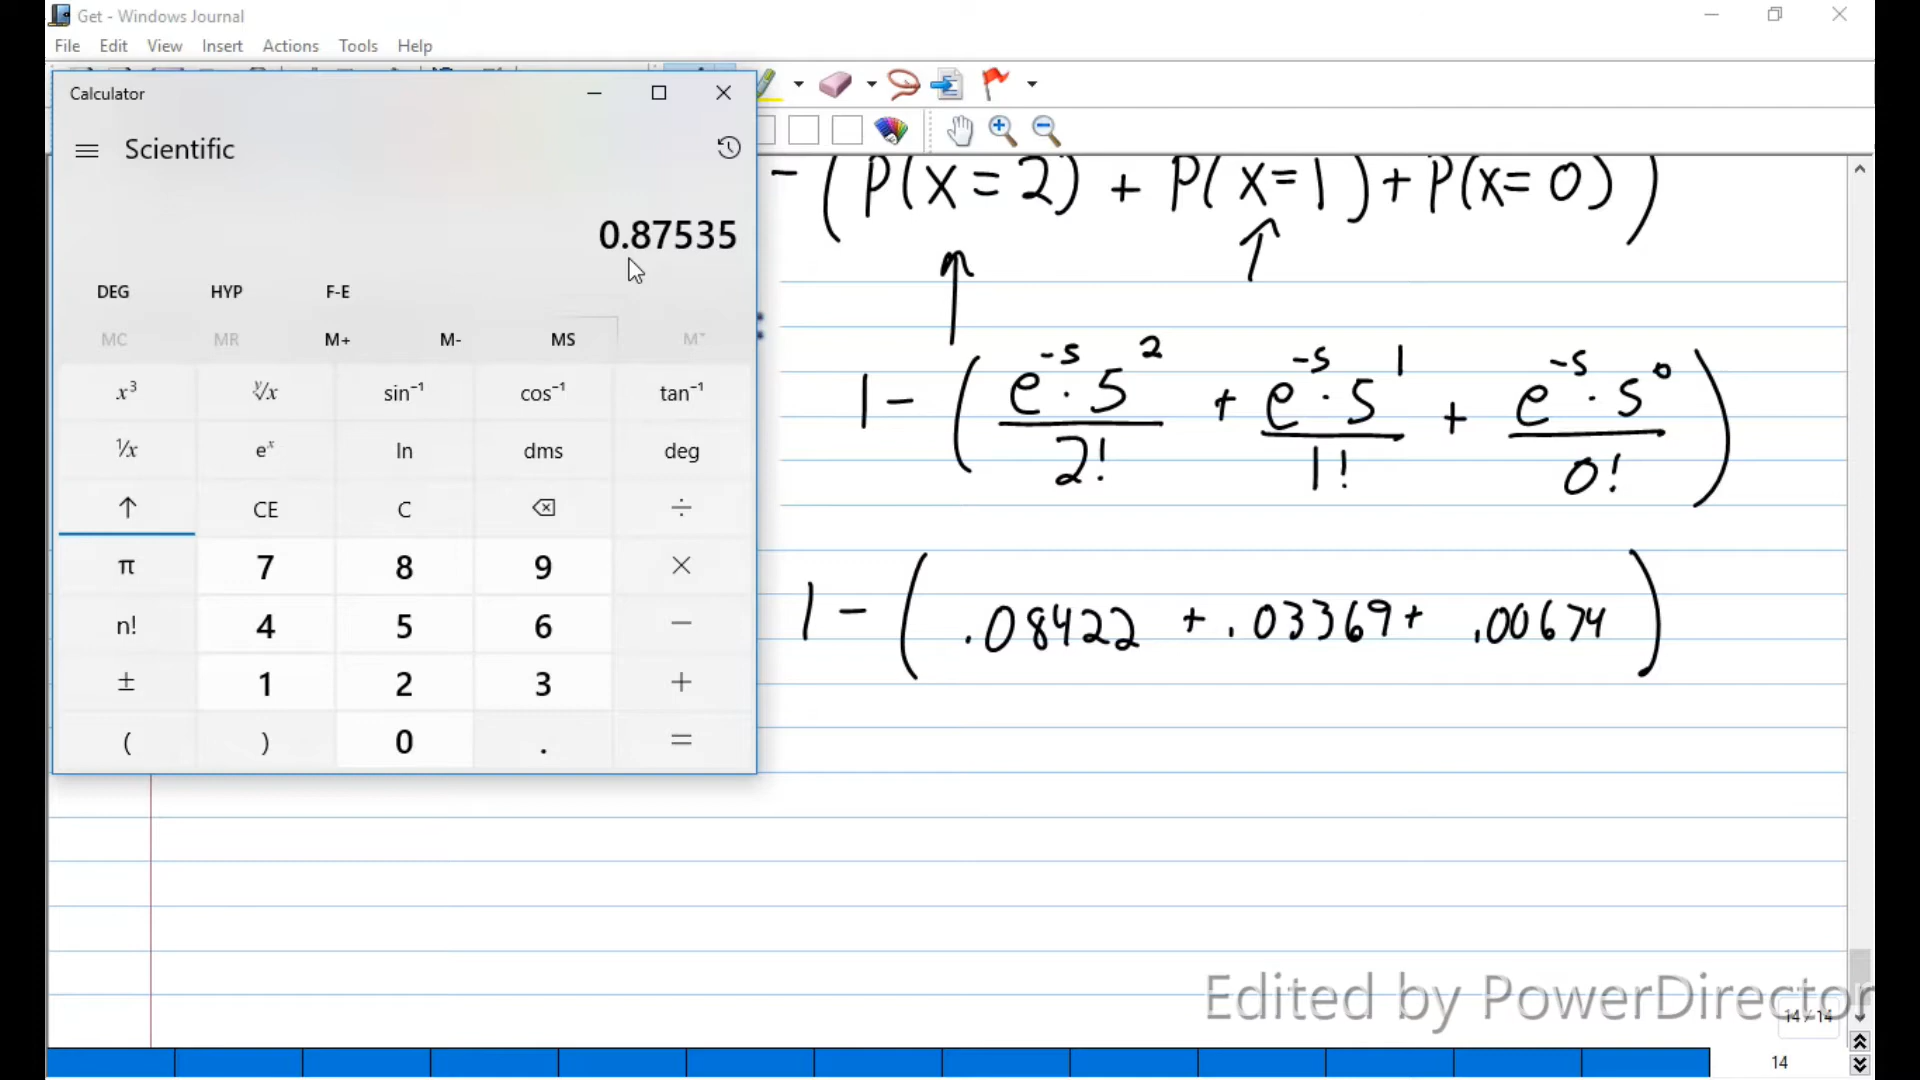 Get - Windows Journal
File Edit View Insert Actions Tools Help
Calculator
Scientific
0.87535
DEG HYP F-E
MC MR M+ M- MS M˅
x³ ʸ√x sin⁻¹ cos⁻¹ tan⁻¹
¹/x eˣ ln dms deg
↑ CE C ⌫ ÷
π 7 8 9 ×
n! 4 5 6 −
± 1 2 3 +
( ) 0 . =
- (P(X=2) + P(X=1) + P(X=0))
1 - (e⁻⁵·5²/2! + e⁻⁵·5¹/1! + e⁻⁵·5⁰/0!)
1 - (.08422 + .03369 + .00674)
Edited by PowerDirector
14 / 14
14